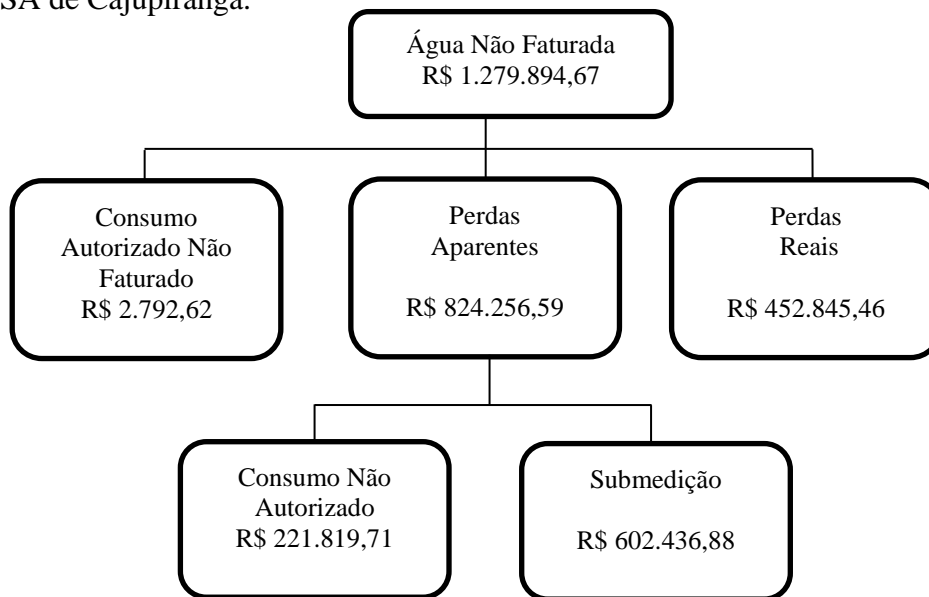 SA de Cajupiranga.
Água Não Faturada
R$ 1.279.894,67
Consumo
Autorizado Não
Faturado
R$ 2.792,62
Perdas
Aparentes
R$ 824.256,59
Perdas
Reais
R$ 452.845,46
Consumo Não
Autorizado
R$ 221.819,71
Submedição
R$ 602.436,88